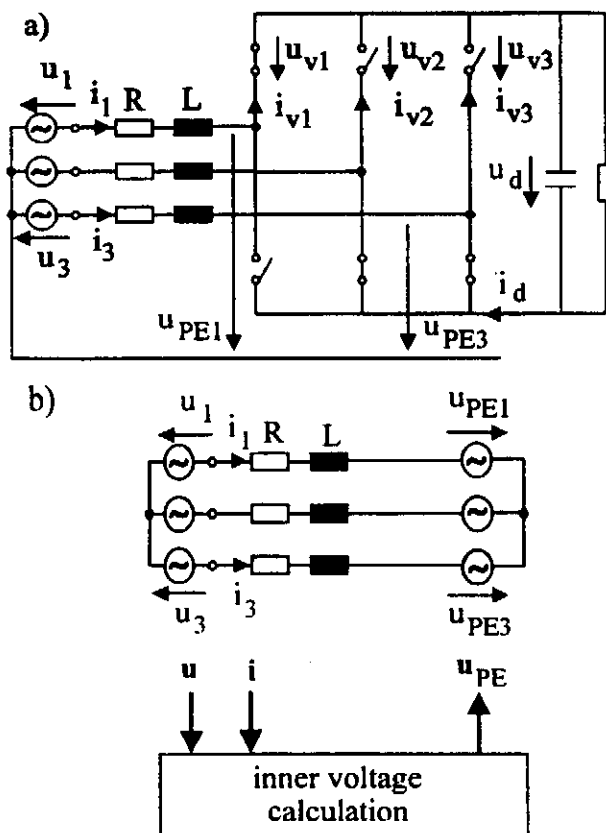 a)
u1
i1
R
L
uv1
uv2
uv3
iv1
iv2
iv3
ud
i3
u3
uPE1
uPE3
id
b)
u1
i1
R
L
uPE1
u3
i3
uPE3
u
i
uPE
inner voltage
calculation